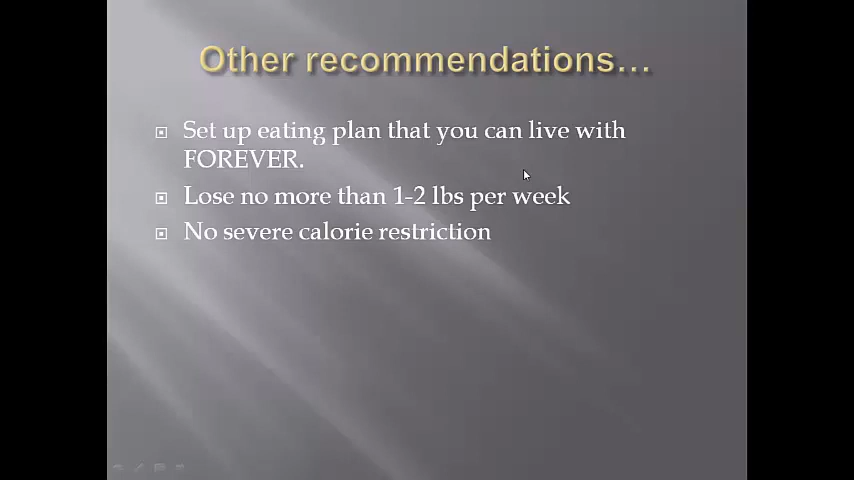 Other recommendations...
Set up eating plan that you can live with
FOREVER.
Lose no more than 1-2 lbs per week
No severe calorie restriction